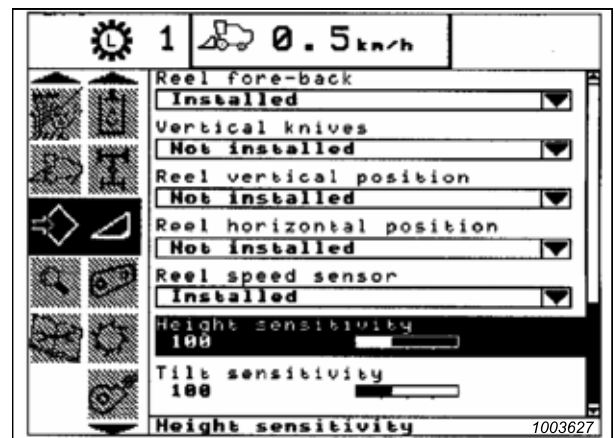 L 1 0.5km/h
Reel fore-back
Installed
Vertical knives
Not installed
Reel vertical position
Not installed
Reel horizontal position
Not installed
Reel speed sensor
Installed
Height sensitivity
100
Tilt sensitivity
100
Height sensitivity
1003627